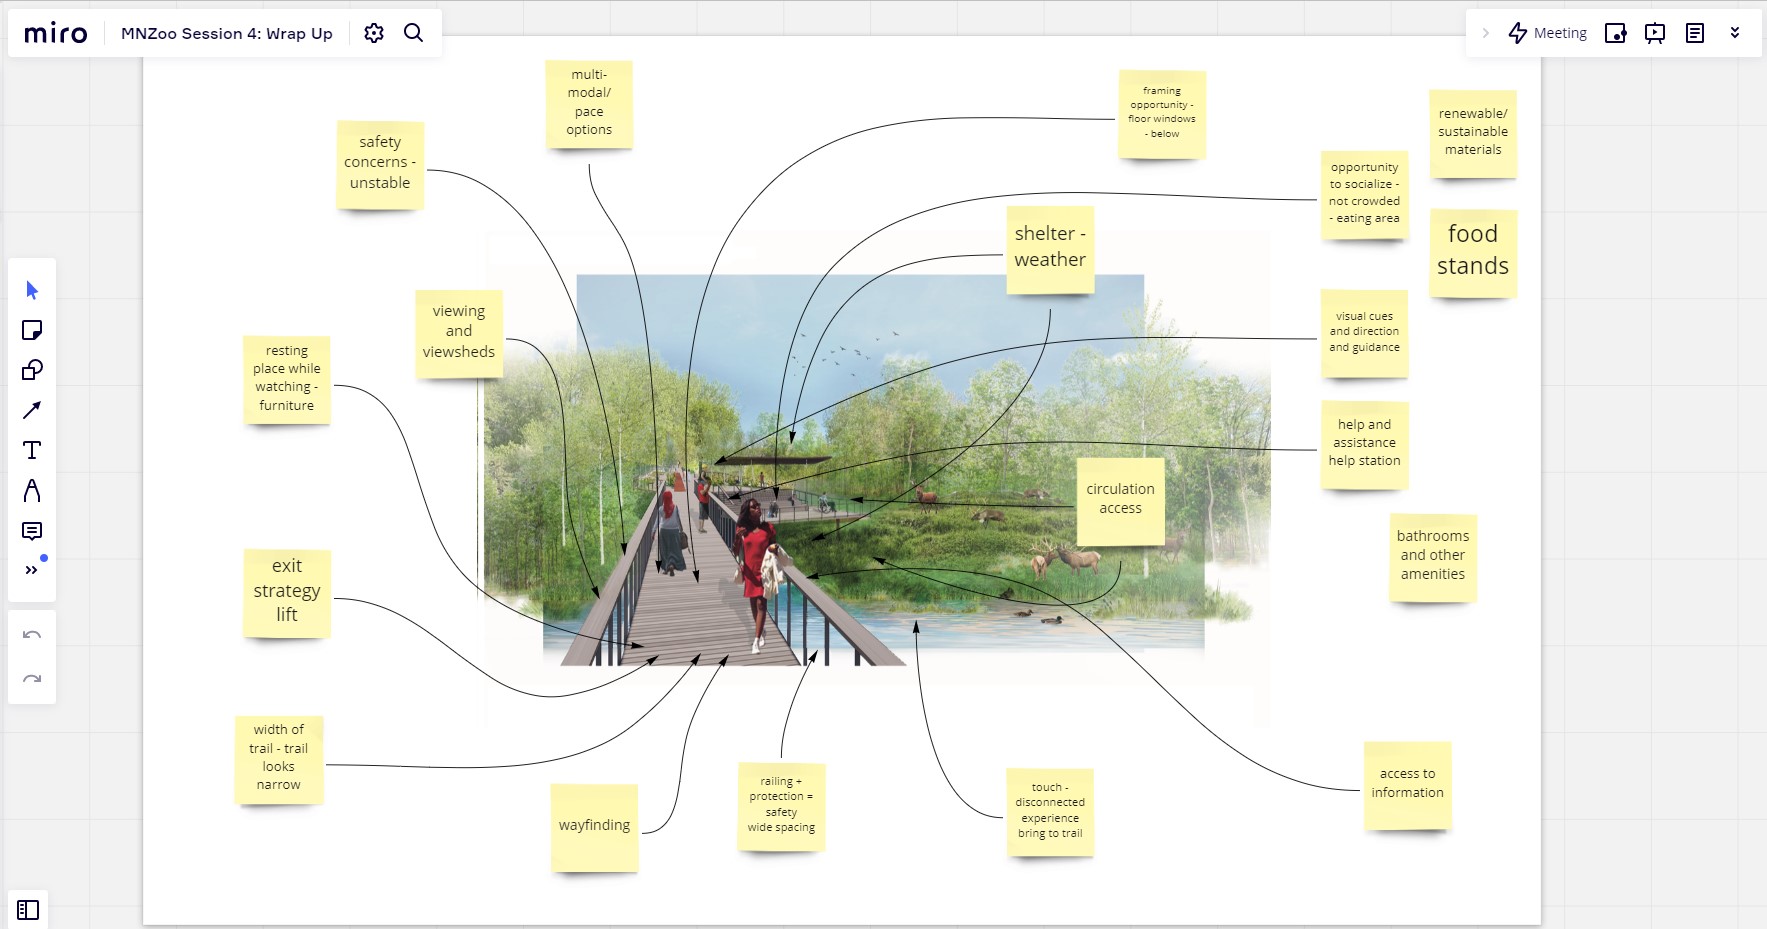 miro
MNZoo Session 4: Wrap Up
Meeting
multi-
modal/
pace
options
framing
opportunity -
floor windows
- below
renewable/
sustainable
materials
safety
concerns -
unstable
opportunity
to socialize -
not crowded
- eating area
shelter -
weather
food
stands
viewing
and
viewsheds
visual cues
and direction
and guidance
resting
place while
watching -
furniture
help and
assistance
help station
circulation
access
bathrooms
and other
amenities
exit
strategy
lift
width of
trail - trail
looks
narrow
wayfinding
railing +
protection =
safety
wide spacing
touch -
disconnected
experience
bring to trail
access to
information